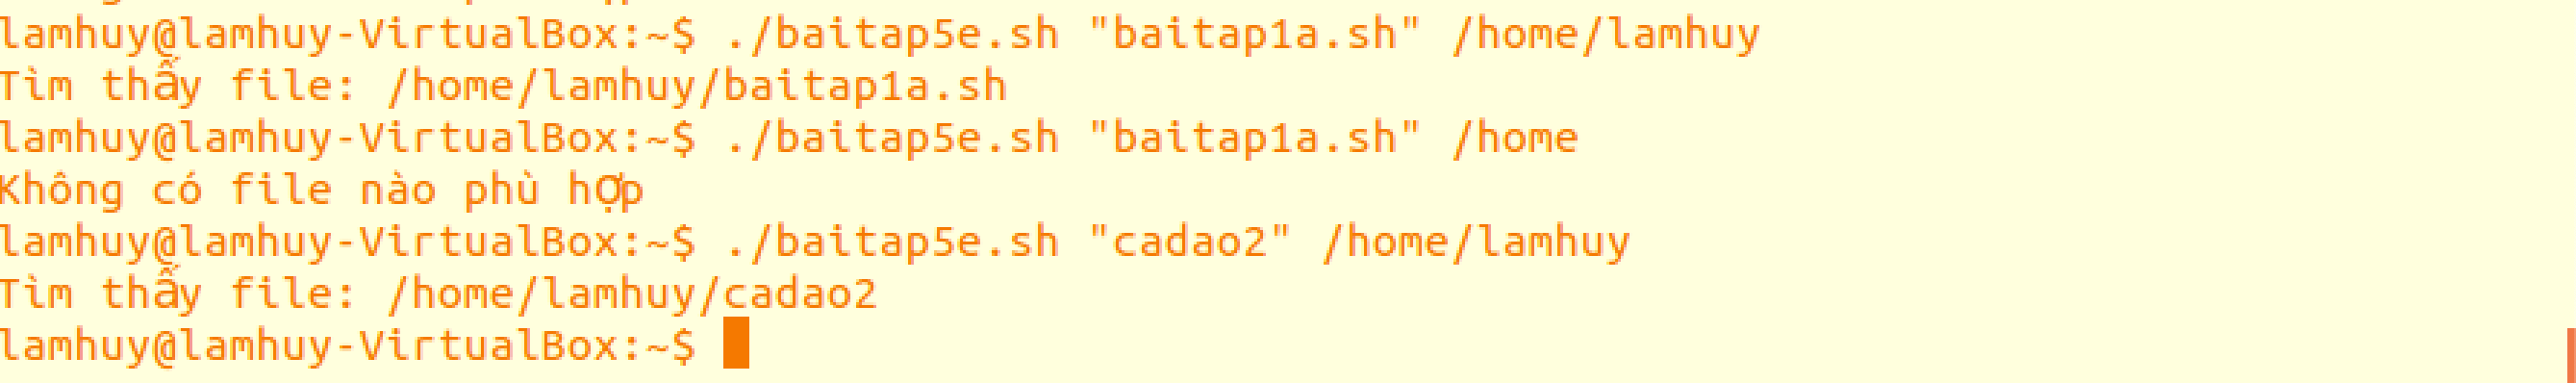 lamhuy@lamhuy-VirtualBox:~$ ./baitap5e.sh "baitap1a.sh" /home/lamhuy
Tìm thấy file: /home/lamhuy/baitap1a.sh
lamhuy@lamhuy-VirtualBox:~$ ./baitap5e.sh "baitap1a.sh" /home
Không có file nào phù hợp
lamhuy@lamhuy-VirtualBox:~$ ./baitap5e.sh "cadao2" /home/lamhuy
Tìm thấy file: /home/lamhuy/cadao2
lamhuy@lamhuy-VirtualBox:~$